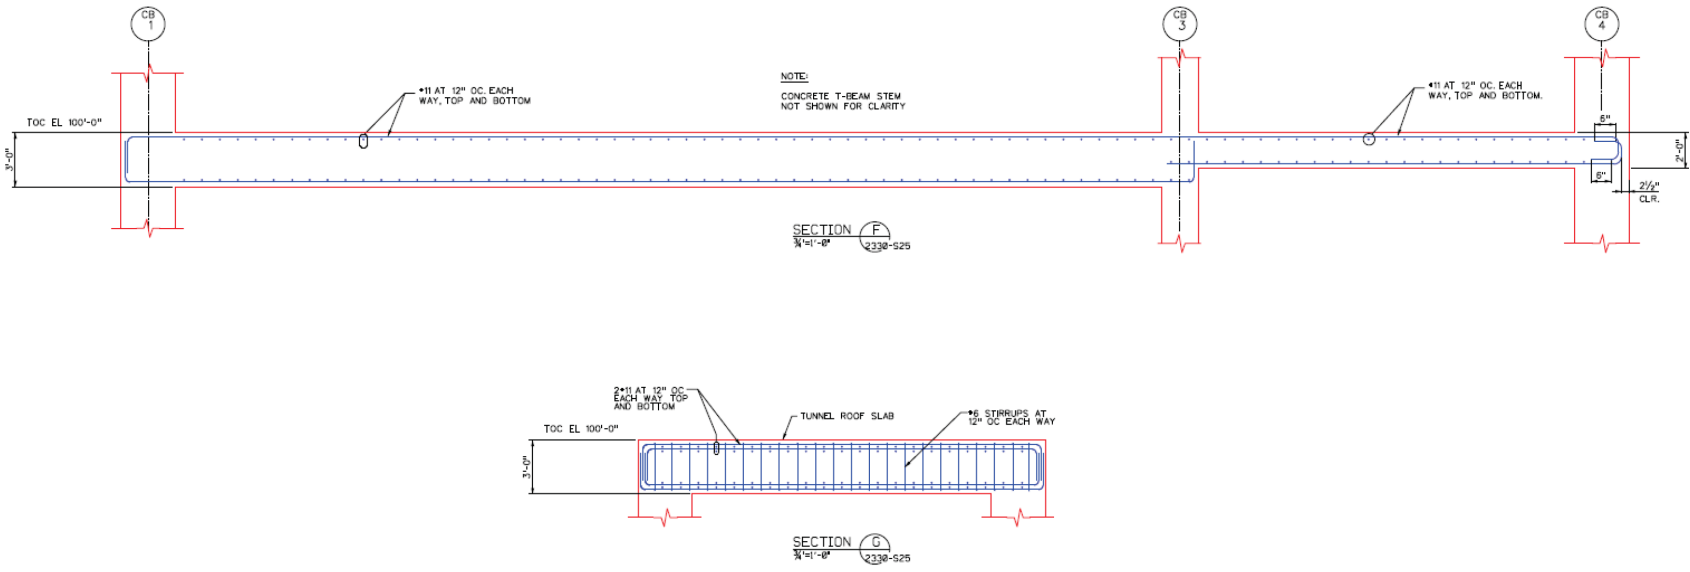 CB
1
CB
3
CB
4
NOTE:
CONCRETE T-BEAM STEM
NOT SHOWN FOR CLARITY
#11 AT 12" OC. EACH
WAY, TOP AND BOTTOM
#11 AT 12" OC. EACH
WAY, TOP AND BOTTOM.
TOC EL 100'-0"
3'-0"
6"
2'-0"
6"
2½"
CLR.
SECTION F
¾"=1'-0" 2330-S25
2#11 AT 12" OC
EACH WAY TOP
AND BOTTOM
TUNNEL ROOF SLAB
#6 STIRRUPS AT
12" OC EACH WAY
TOC EL 100'-0"
3'-0"
SECTION G
¾"=1'-0" 2330-S25